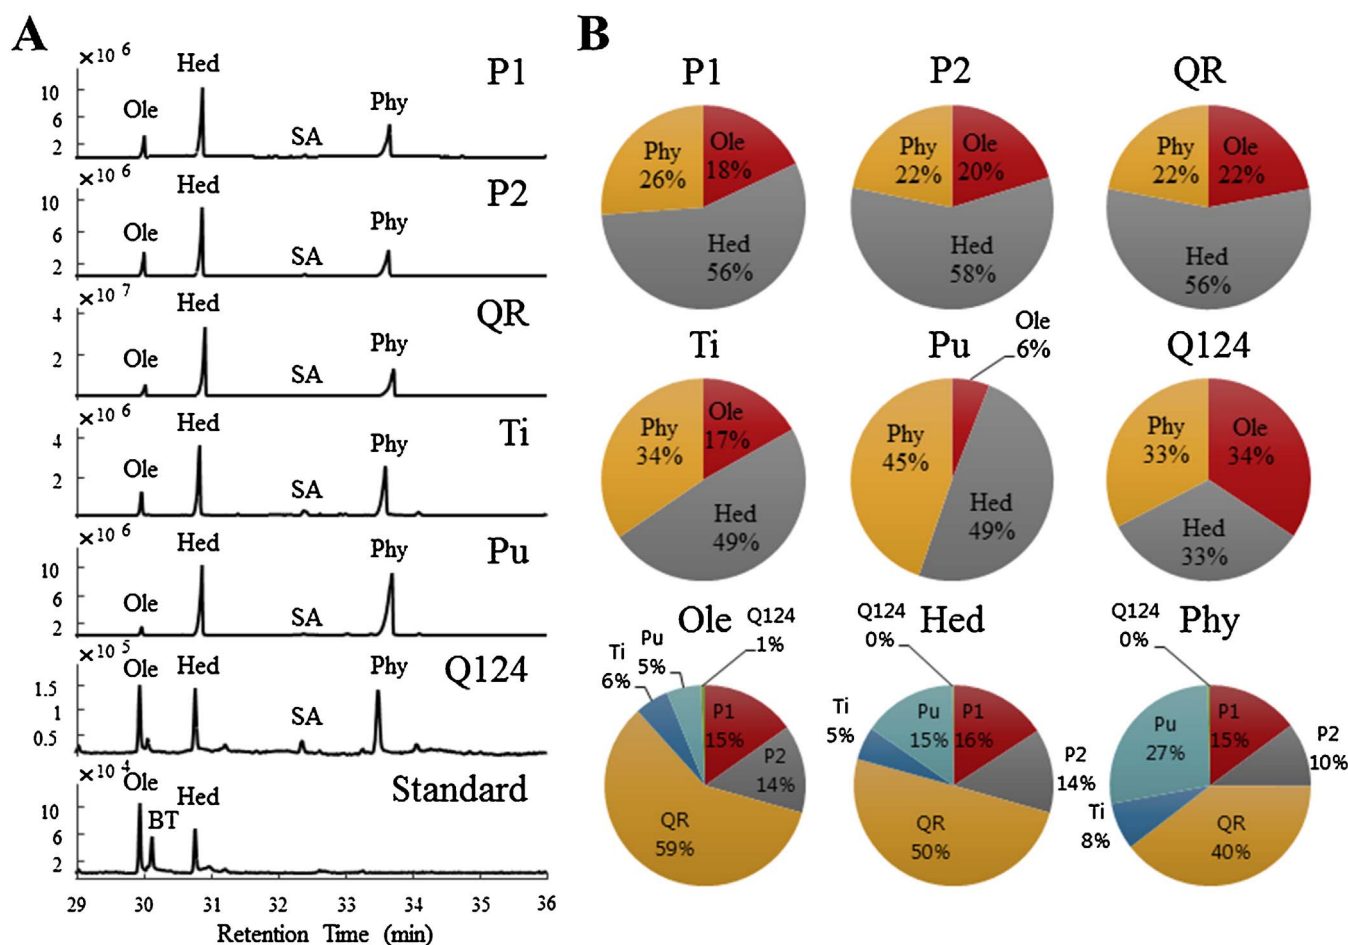 A
×10 6
P1
10
6
2
Ole
Hed
SA
Phy
×10 6
P2
10
6
2
Ole
Hed
SA
Phy
×10 7
QR
4
2
Ole
Hed
SA
Phy
×10 6
Ti
4
2
Ole
Hed
SA
Phy
×10 6
Pu
10
6
2
Ole
Hed
SA
Phy
×10 5
Q124
1.5
1
0.5
Ole
Hed
SA
Phy
×10 4
Standard
10
6
2
Ole
BT
Hed
29 30 31 32 33 34 35 36
Retention Time (min)
B
P1
Phy
26%
Ole
18%
Hed
56%
P2
Phy
22%
Ole
20%
Hed
58%
QR
Phy
22%
Ole
22%
Hed
56%
Ti
Phy
34%
Ole
17%
Hed
49%
Pu
Ole
6%
Phy
45%
Hed
49%
Q124
Phy
33%
Ole
34%
Hed
33%
Ole
Q124
1%
Ti
6%
Pu
5%
P1
15%
P2
14%
QR
59%
Hed
Q124
0%
Ti
5%
Pu
15%
P1
16%
P2
14%
QR
50%
Phy
Q124
0%
Pu
27%
P1
15%
P2
10%
Ti
8%
QR
40%